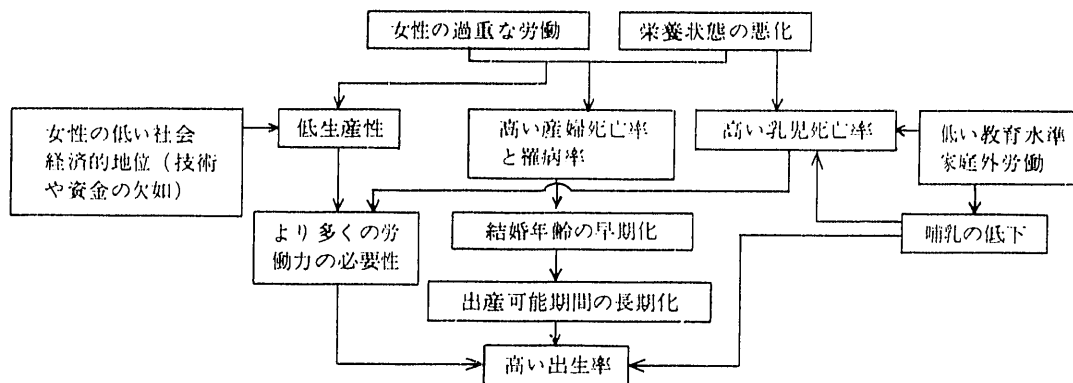 女性の過重な労働
栄養状態の悪化
女性の低い社会
経済的地位（技術
や資金の欠如）
低生産性
高い産婦死亡率
と罹病率
高い乳児死亡率
低い教育水準
家庭外労働
より多くの労
働力の必要性
結婚年齢の早期化
哺乳の低下
出産可能期間の長期化
高い出生率